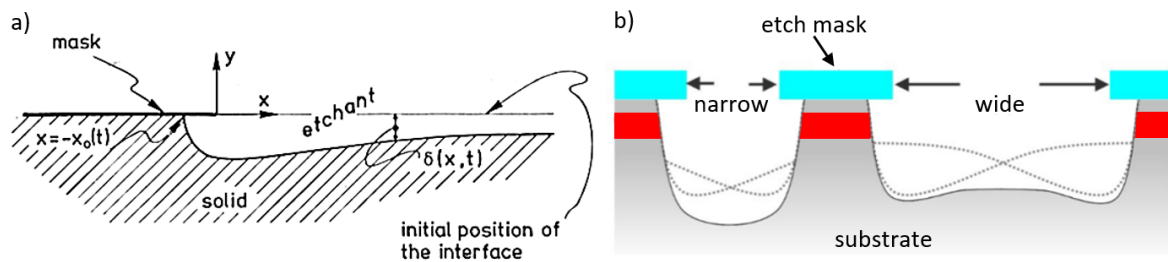 a)
mask
y
x
etchant
x=-x₀(t)
δ(x,t)
solid
initial position of
the interface
b)
etch mask
narrow
wide
substrate